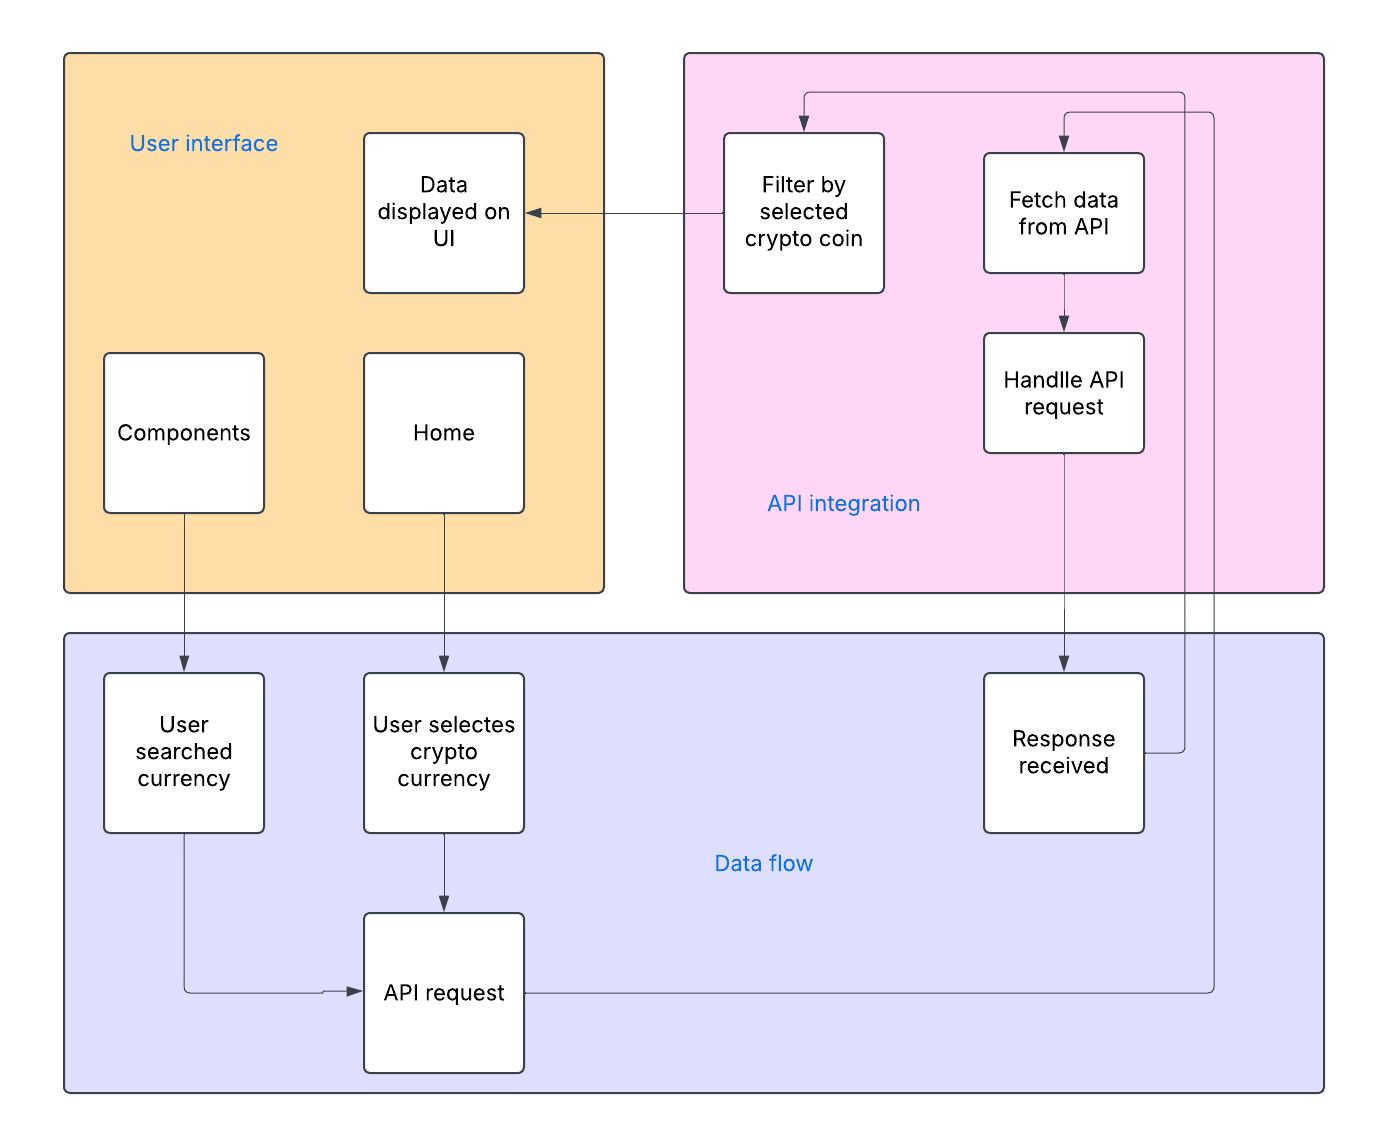 User interface
Data
displayed on
UI
Components
Home
Filter by
selected
crypto coin
Fetch data
from API
Handlle API
request
API integration
User
searched
currency
User selectes
crypto
currency
Response
received
Data flow
API request